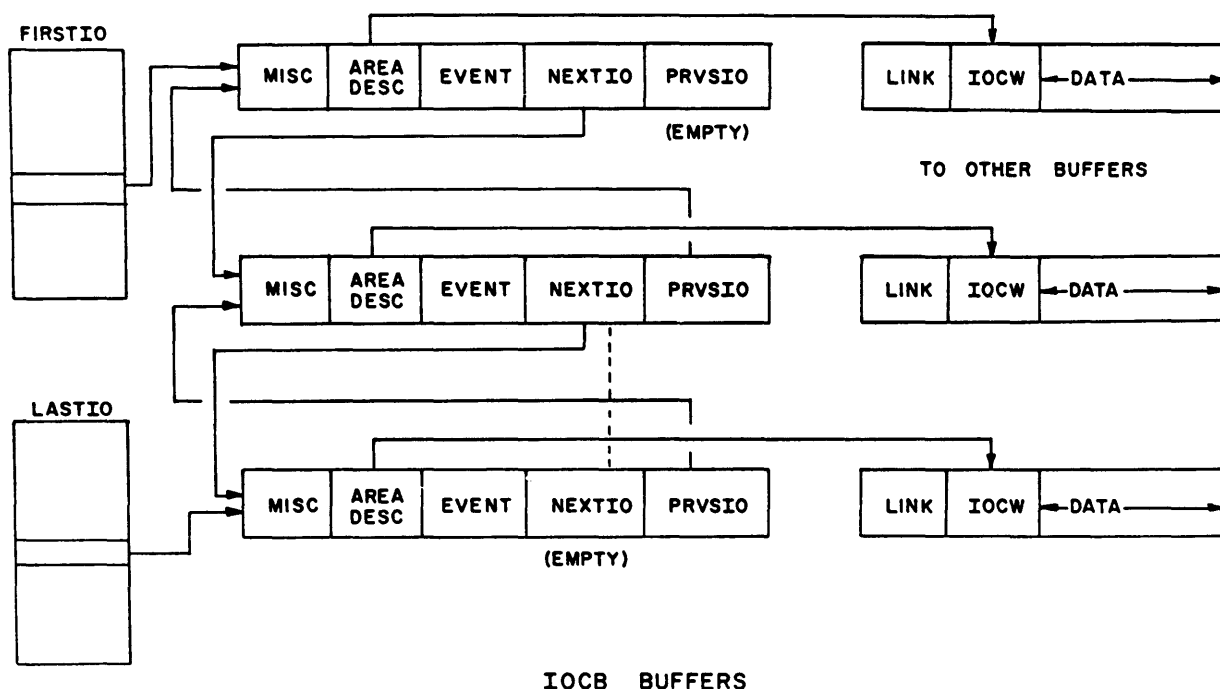 FIRSTIO
MISC AREA DESC EVENT NEXTIO PRVSIO LINK IOCW DATA
(EMPTY)
TO OTHER BUFFERS
MISC AREA DESC EVENT NEXTIO PRVSIO LINK IOCW DATA
LASTIO
MISC AREA DESC EVENT NEXTIO PRVSIO LINK IOCW DATA
(EMPTY)
IOCB BUFFERS